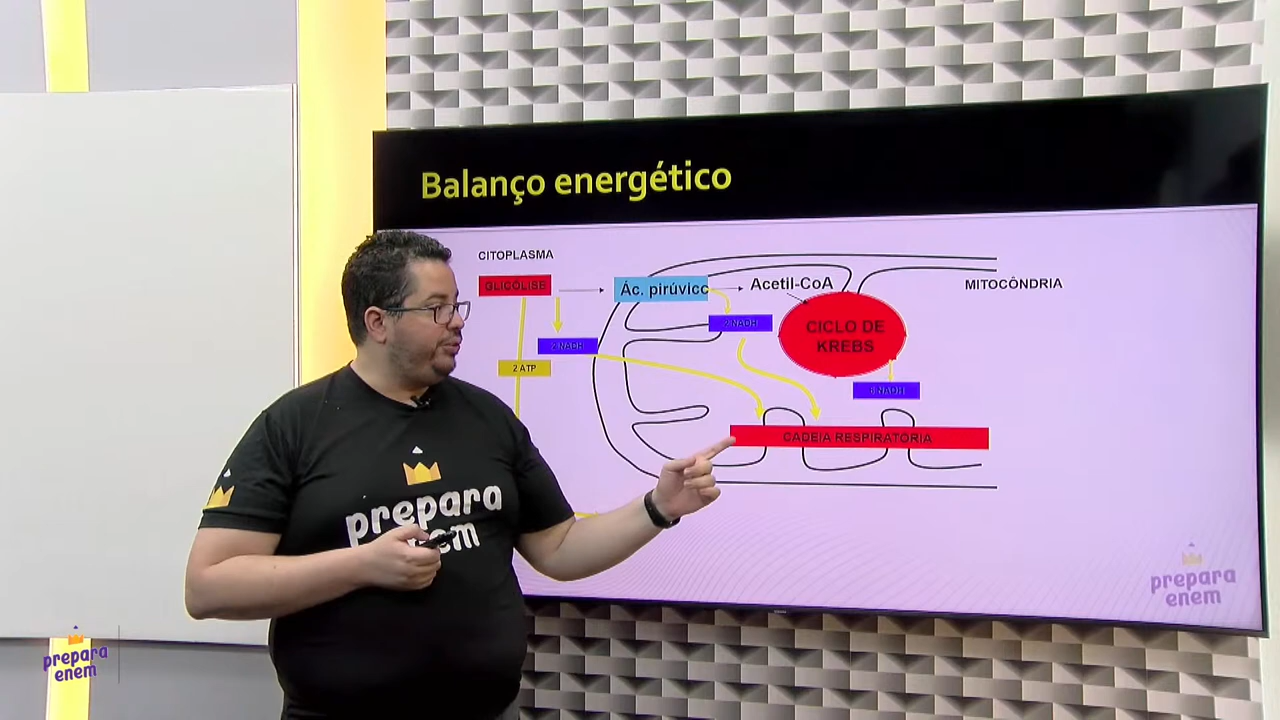 Balanço energético
CITOPLASMA
GLICÓLISE
Ác. pirúvicc
Acetil-CoA
MITOCÔNDRIA
2 NADH
CICLO DE
KREBS
2 NADH
2 ATP
6 NADH
CADEIA RESPIRATÓRIA
prepara
enem
prepara
enem
prepara
enem